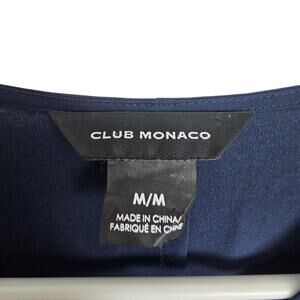 CLUB MONACO
M/M
MADE IN CHINA/
FABRIQUÉ EN CHINE